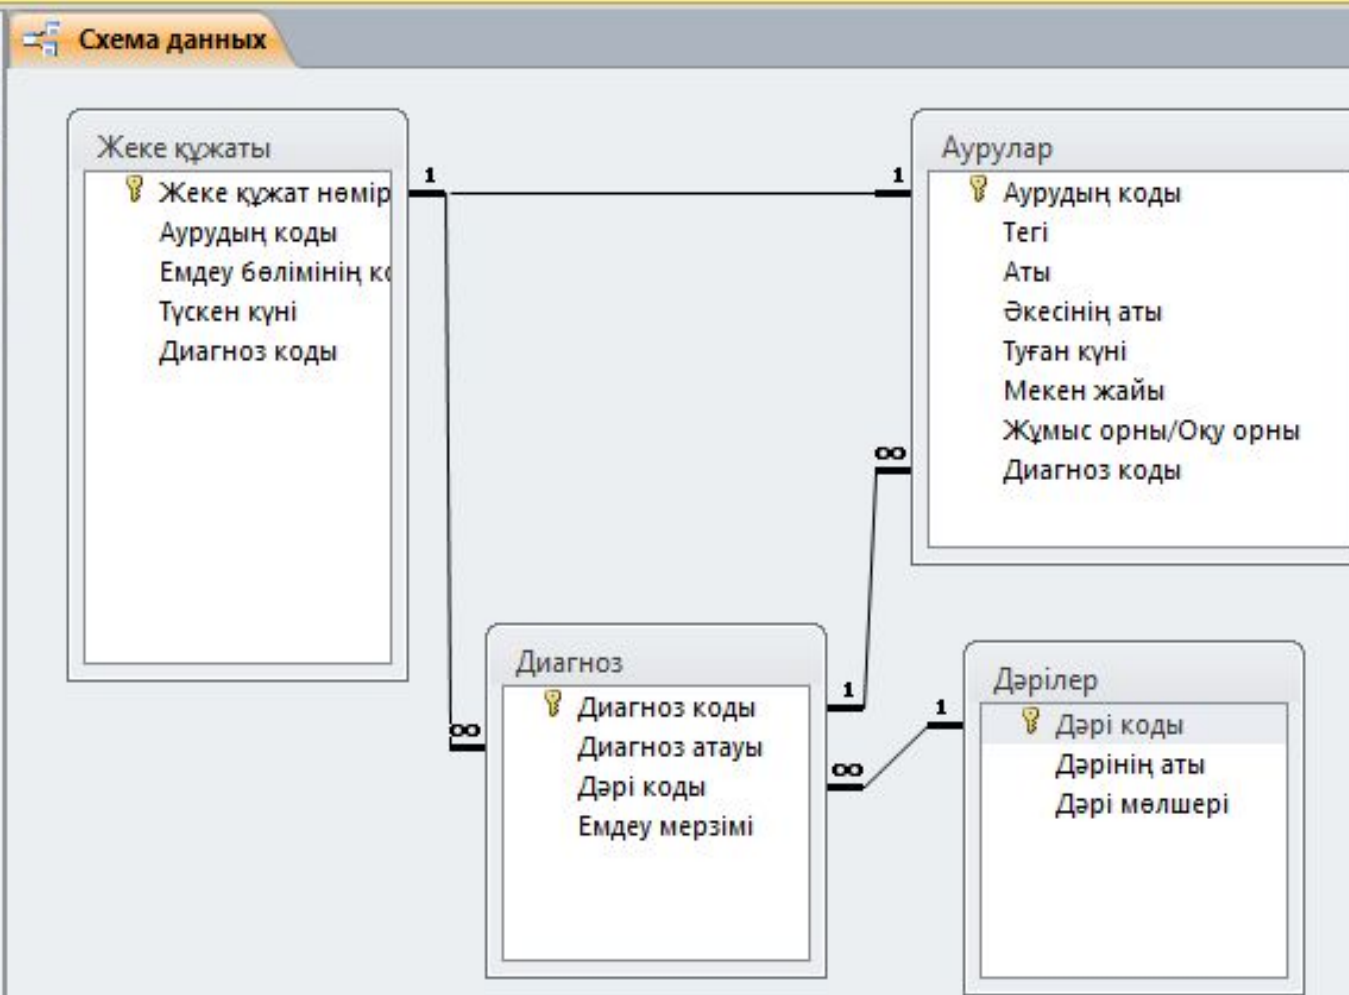 Схема данных
Жеке құжаты
Жеке құжат нөмір
Аурудың коды
Емдеу бөлімінің ко
Түскен күні
Диагноз коды
1
1
Аурулар
Аурудың коды
Тегі
Аты
Әкесінің аты
Туған күні
Мекен жайы
Жұмыс орны/Оқу орны
Диагноз коды
∞
∞
Диагноз
Диагноз коды
Диагноз атауы
Дәрі коды
Емдеу мерзімі
1
∞
1
Дәрілер
Дәрі коды
Дәрінің аты
Дәрі мөлшері